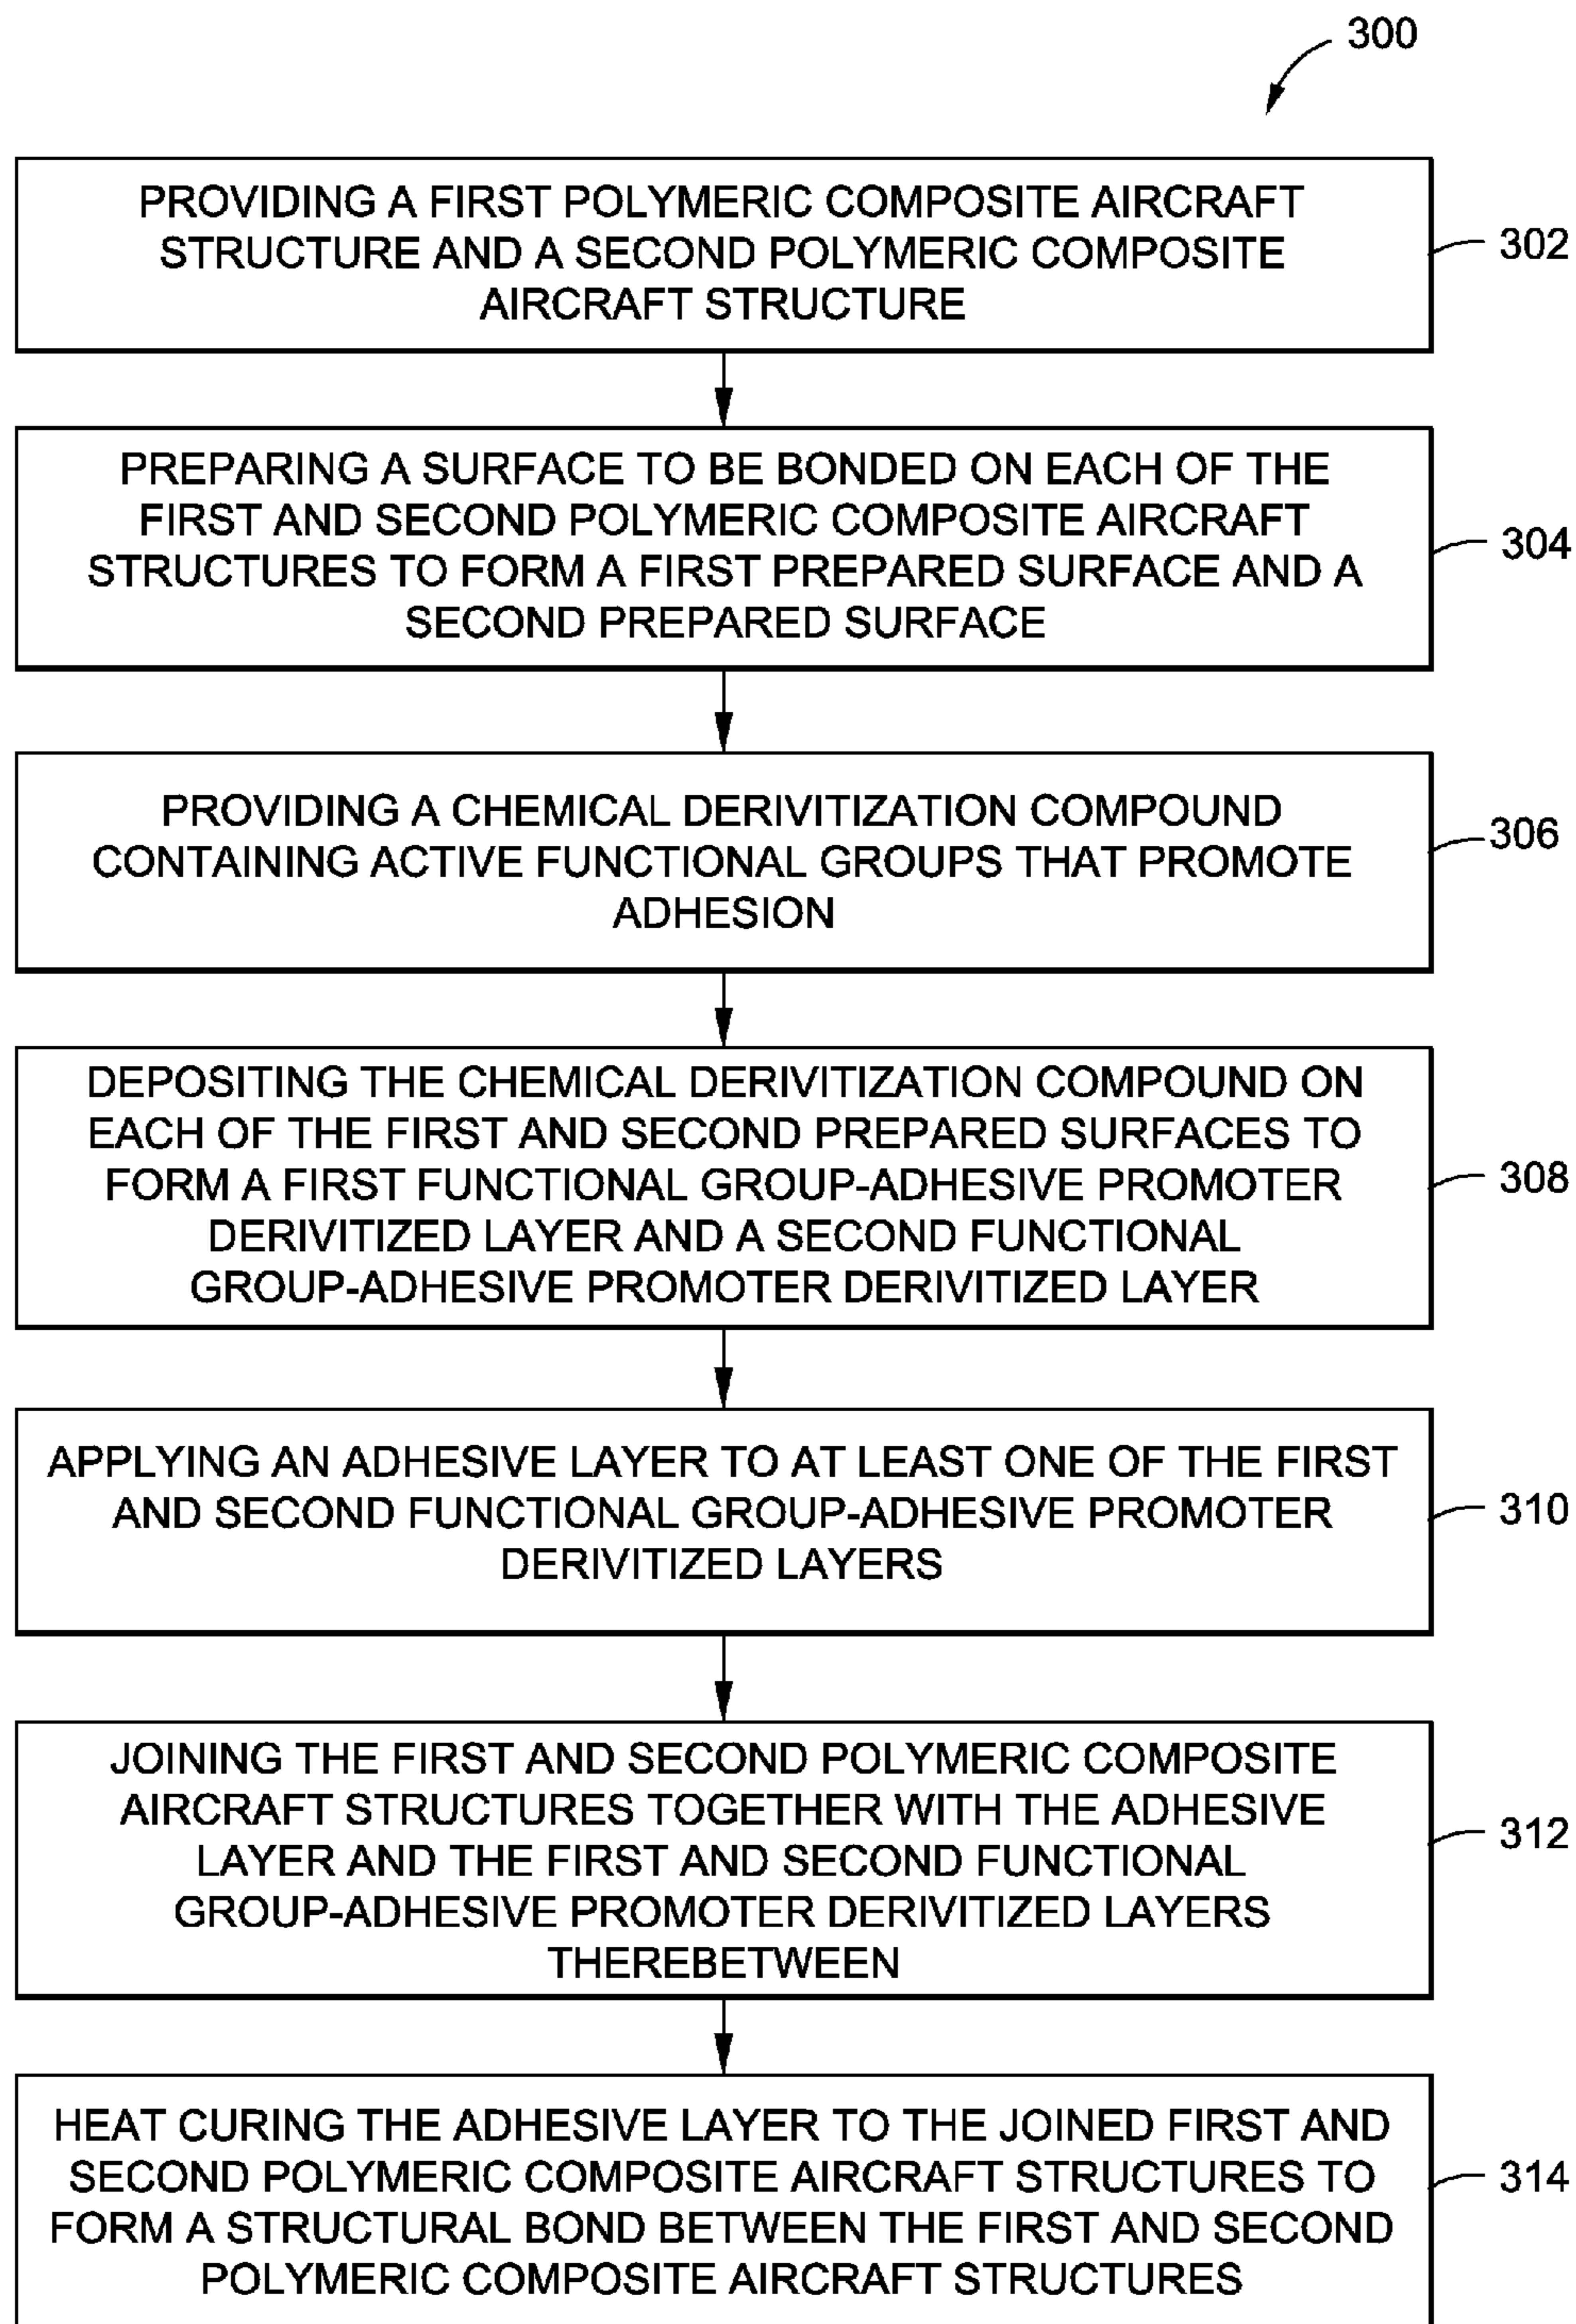 300
PROVIDING A FIRST POLYMERIC COMPOSITE AIRCRAFT
STRUCTURE AND A SECOND POLYMERIC COMPOSITE
AIRCRAFT STRUCTURE
302
PREPARING A SURFACE TO BE BONDED ON EACH OF THE
FIRST AND SECOND POLYMERIC COMPOSITE AIRCRAFT
STRUCTURES TO FORM A FIRST PREPARED SURFACE AND A
SECOND PREPARED SURFACE
304
PROVIDING A CHEMICAL DERIVITIZATION COMPOUND
CONTAINING ACTIVE FUNCTIONAL GROUPS THAT PROMOTE
ADHESION
306
DEPOSITING THE CHEMICAL DERIVITIZATION COMPOUND ON
EACH OF THE FIRST AND SECOND PREPARED SURFACES TO
FORM A FIRST FUNCTIONAL GROUP-ADHESIVE PROMOTER
DERIVITIZED LAYER AND A SECOND FUNCTIONAL
GROUP-ADHESIVE PROMOTER DERIVITIZED LAYER
308
APPLYING AN ADHESIVE LAYER TO AT LEAST ONE OF THE FIRST
AND SECOND FUNCTIONAL GROUP-ADHESIVE PROMOTER
DERIVITIZED LAYERS
310
JOINING THE FIRST AND SECOND POLYMERIC COMPOSITE
AIRCRAFT STRUCTURES TOGETHER WITH THE ADHESIVE
LAYER AND THE FIRST AND SECOND FUNCTIONAL
GROUP-ADHESIVE PROMOTER DERIVITIZED LAYERS
THEREBETWEEN
312
HEAT CURING THE ADHESIVE LAYER TO THE JOINED FIRST AND
SECOND POLYMERIC COMPOSITE AIRCRAFT STRUCTURES TO
FORM A STRUCTURAL BOND BETWEEN THE FIRST AND SECOND
POLYMERIC COMPOSITE AIRCRAFT STRUCTURES
314